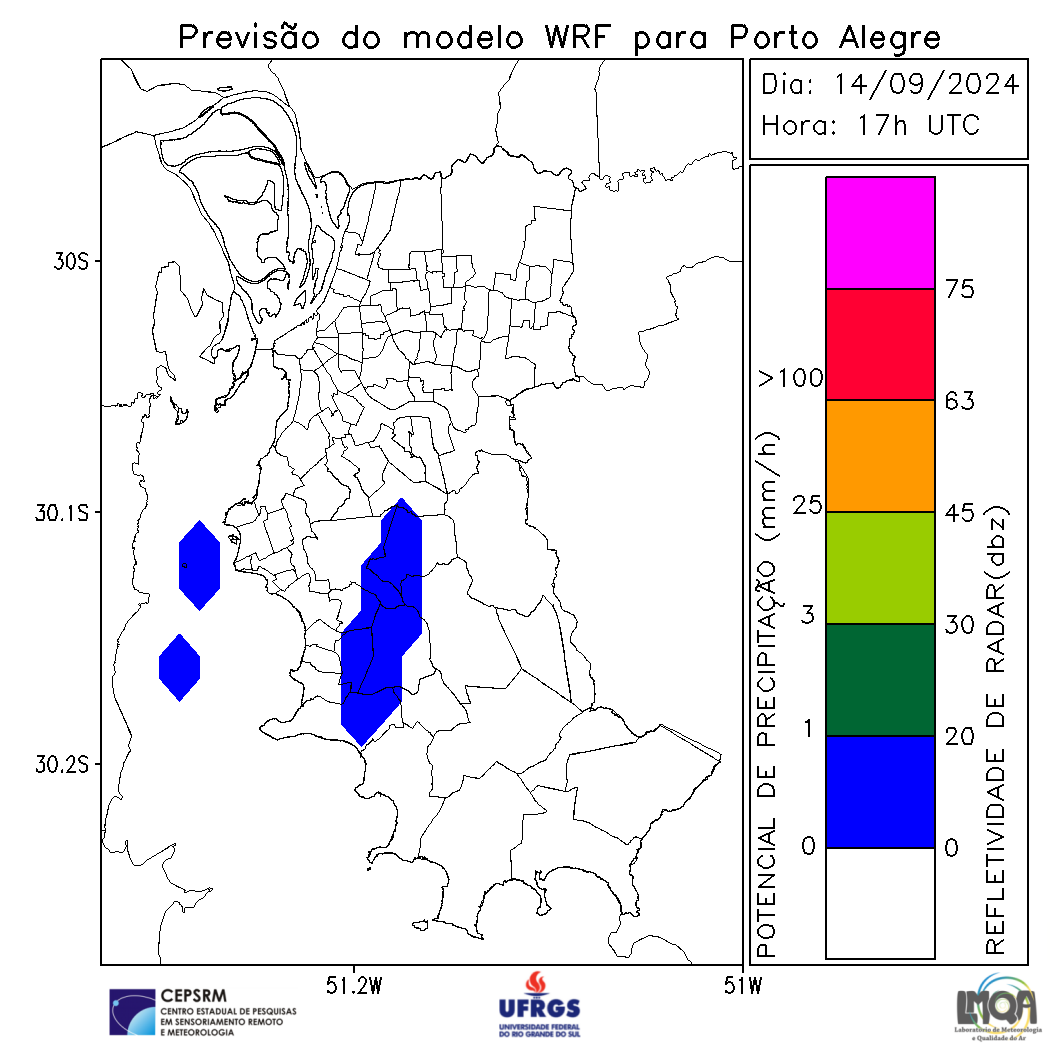 Previsão do modelo WRF para Porto Alegre
Dia: 14/09/2024
Hora: 17h UTC
30S
30.1S
30.2S
51.2W
51W
POTENCIAL DE PRECIPITAÇÃO (mm/h)
>100
25
3
1
0
75
63
45
30
20
0
REFLETIVIDADE DE RADAR(dbz)
CEPSRM
CENTRO ESTADUAL DE PESQUISAS
EM SENSORIAMENTO REMOTO
E METEOROLOGIA
UFRGS
UNIVERSIDADE FEDERAL
DO RIO GRANDE DO SUL
LMQA
Laboratório de Meteorologia
e Qualidade do Ar